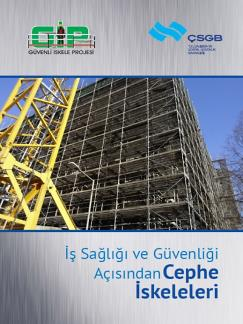 GİP
GÜVENLİ İSKELE PROJESİ
ÇSGB
İş Sağlığı ve Güvenliği
Açısından Cephe
İskeleleri